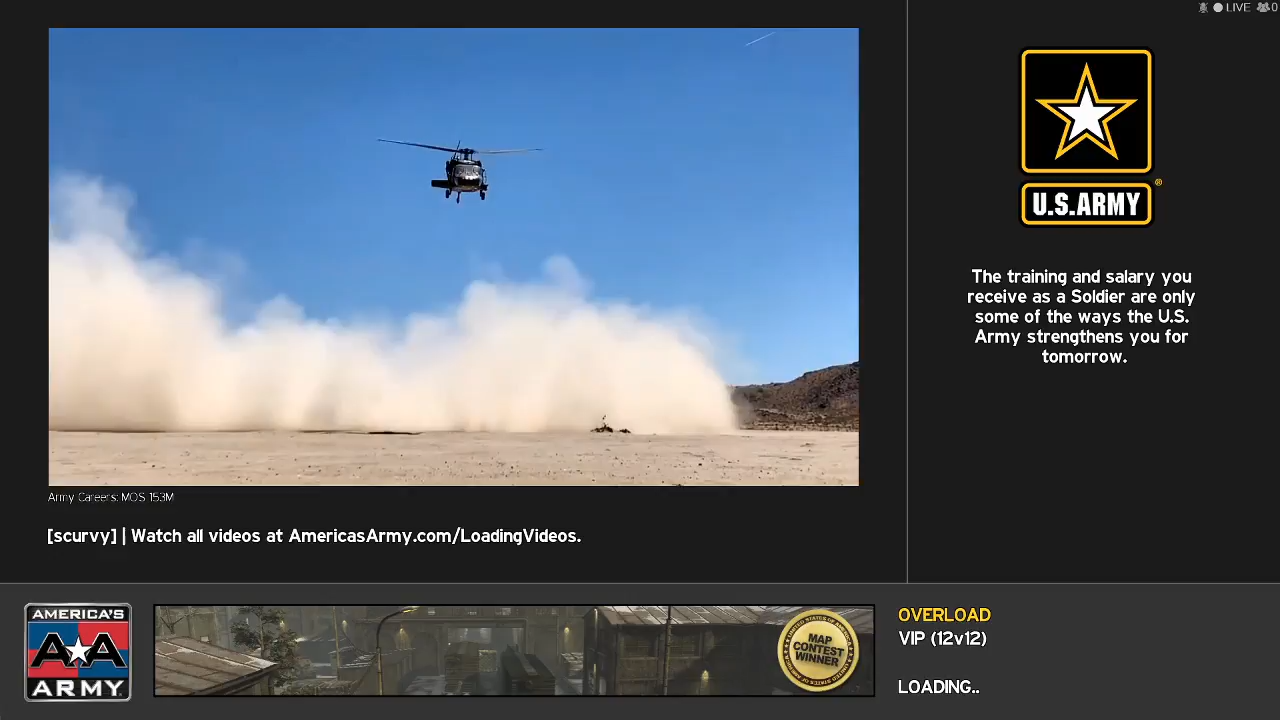 LIVE 0
U.S.ARMY
®
The training and salary you
receive as a Soldier are only
some of the ways the U.S.
Army strengthens you for
tomorrow.
Army Careers: MOS 153M
[scurvy] | Watch all videos at AmericasArmy.com/LoadingVideos.
AMERICA'S
AA
ARMY
MAP
CONTEST
WINNER
OVERLOAD
VIP (12v12)
LOADING..